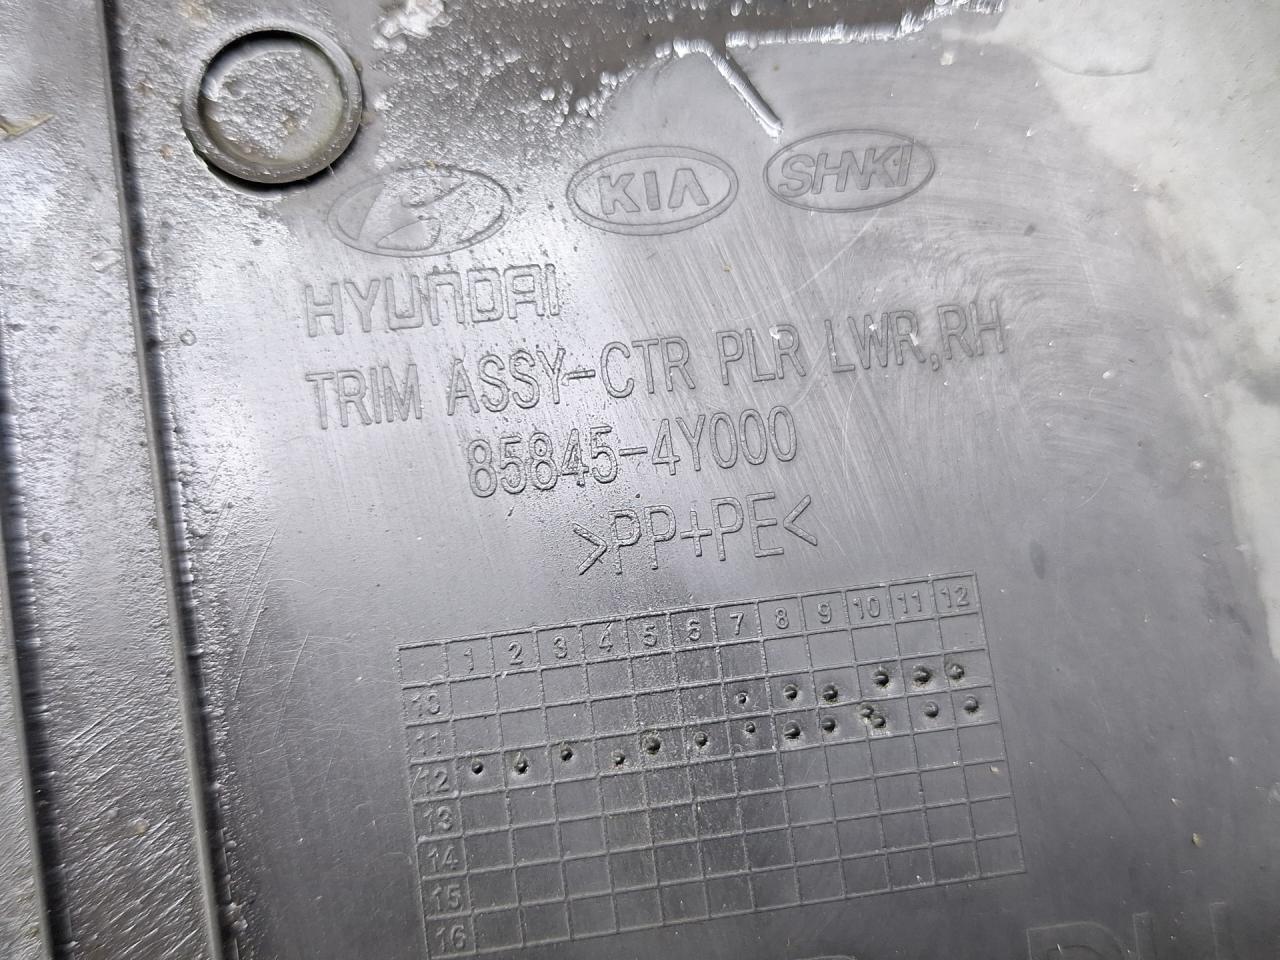 KIA SHNKI
HYUNDAI
TRIM ASSY-CTR PLR LWR,RH
85845-4Y000
>PP+PE<
1 2 3 4 5 6 7 8 9 10 11 12
10
11
12
13
14
15
16